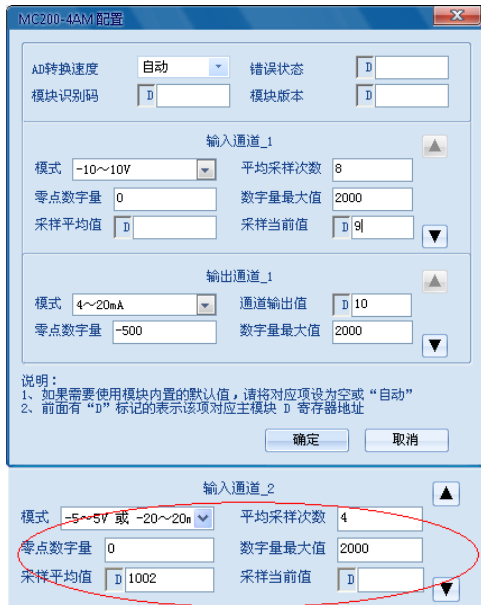 MC200-4AM 配置
AD转换速度 自动 错误状态 D
模块识别码 D 模块版本 D
输入通道_1
模式 -10～10V 平均采样次数 8
零点数字量 0 数字量最大值 2000
采样平均值 D 采样当前值 D 9
输出通道_1
模式 4～20mA 通道输出值 D 10
零点数字量 -500 数字量最大值 2000
说明：
1、如果需要使用模块内置的默认值，请将对应项设为空或“自动”
2、前面有“D”标记的表示该项对应主模块 D 寄存器地址
确定 取消
输入通道_2
模式 -5～5V 或 -20～20m 平均采样次数 4
零点数字量 0 数字量最大值 2000
采样平均值 D 1002 采样当前值 D